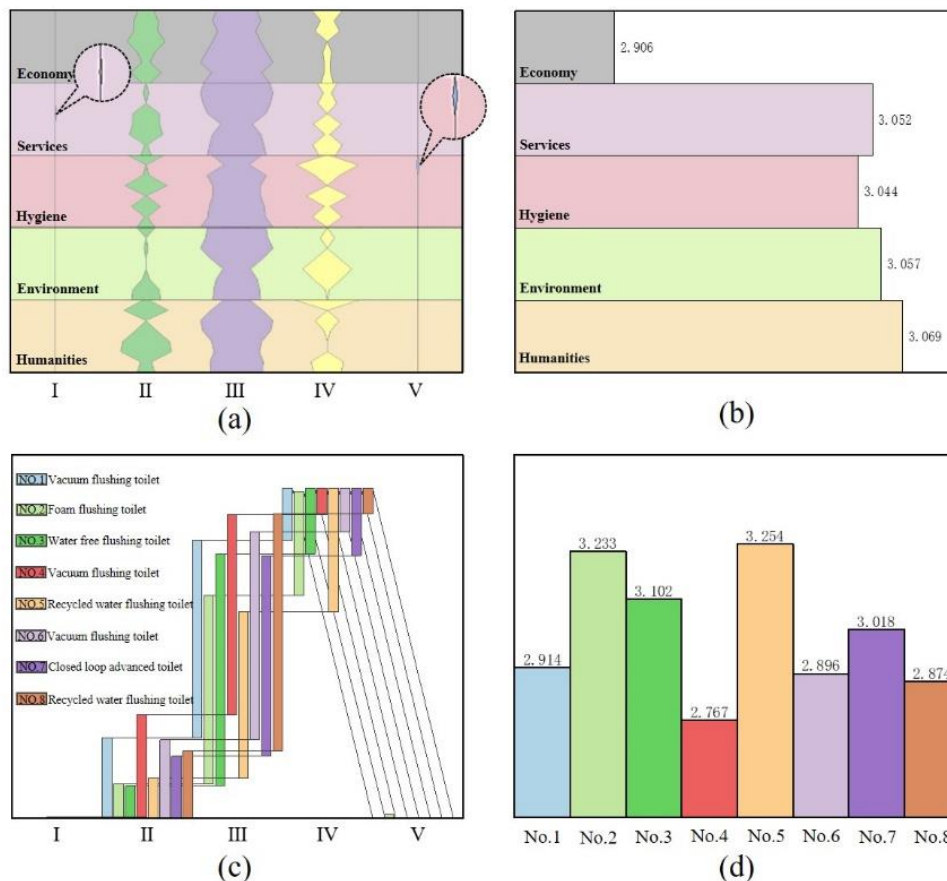 Economy
Services
Hygiene
Environment
Humanities
I II III IV V
(a)
2.906
Economy
3.052
Services
3.044
Hygiene
3.057
Environment
3.069
Humanities
(b)
NO.1 Vacuum flushing toilet
NO.2 Foam flushing toilet
NO.3 Water free flushing toilet
NO.4 Vacuum flushing toilet
NO.5 Recycled water flushing toilet
NO.6 Vacuum flushing toilet
NO.7 Closed loop advanced toilet
NO.8 Recycled water flushing toilet
I II III IV V
(c)
2.914
3.233
3.102
2.767
3.254
2.896
3.018
2.874
No.1 No.2 No.3 No.4 No.5 No.6 No.7 No.8
(d)